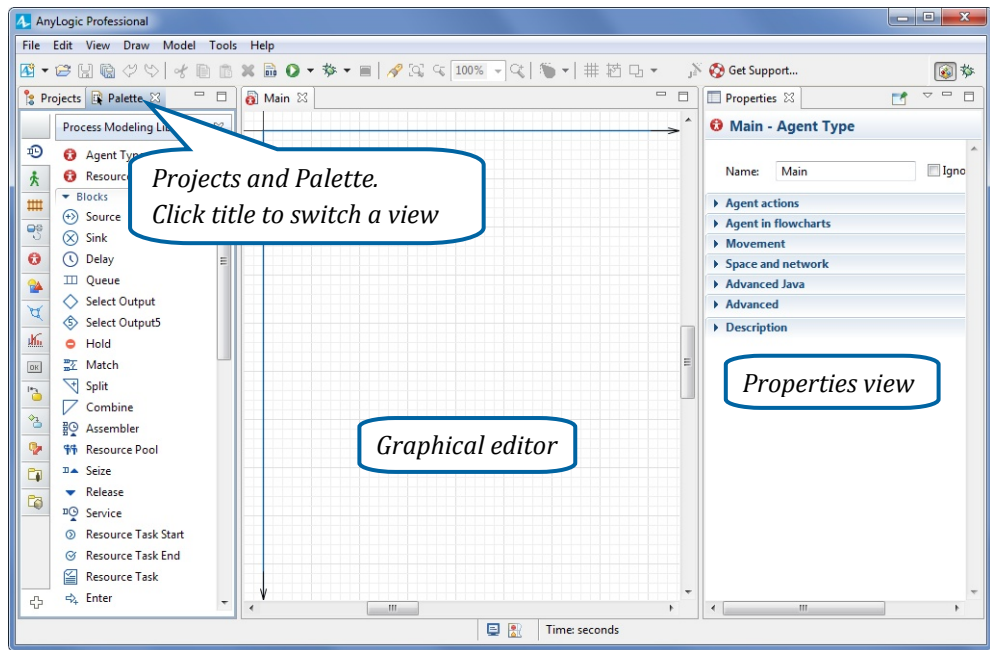 AnyLogic Professional
File Edit View Draw Model Tools Help
100%
Get Support...
Projects Palette
Main
Properties
Process Modeling
Agent
Resource
Blocks
Source
Sink
Delay
Queue
Select Output
Select Output5
Hold
Match
Split
Combine
Assembler
Resource Pool
Seize
Release
Service
Resource Task Start
Resource Task End
Resource Task
Enter
Projects and Palette.
Click title to switch a view
Graphical editor
Main - Agent Type
Name: Main Igno
Agent actions
Agent in flowcharts
Movement
Space and network
Advanced Java
Advanced
Description
Properties view
Time: seconds